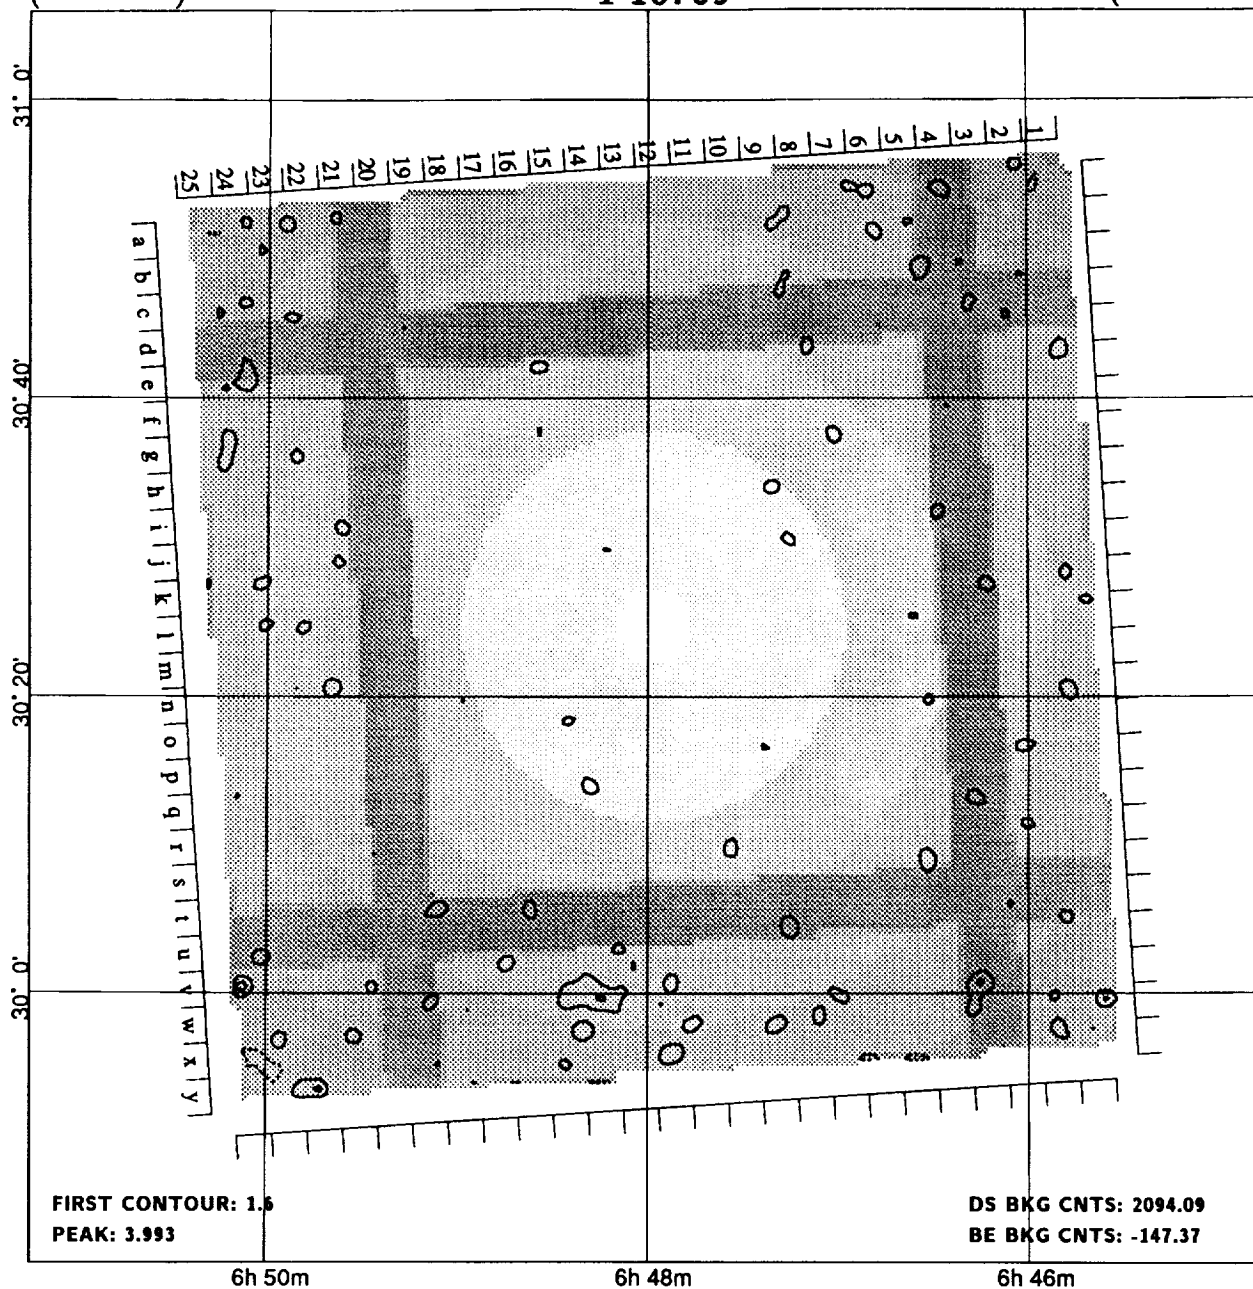 31° 0'
25 24 23 22 21 20 19 18 17 16 15 14 13 12 11 10 9 8 7 6 5 4 3 2 1
a b c d e f g h i j k l m n o p q r s t u v w x y
30° 40'
30° 20'
30° 0'
FIRST CONTOUR: 1.6
PEAK: 3.993
DS BKG CNTS: 2094.09
BE BKG CNTS: -147.37
6h 50m
6h 48m
6h 46m